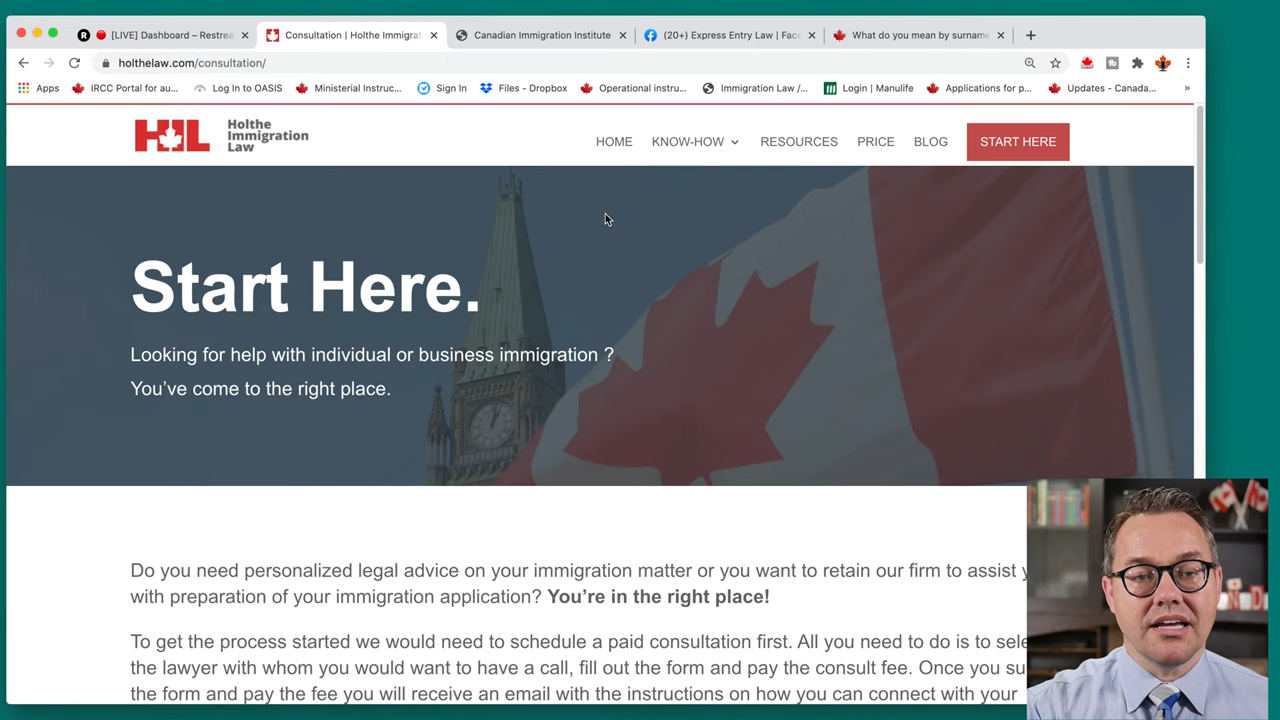 [LIVE] Dashboard – Restrea
Consultation | Holthe Immigrat
Canadian Immigration Institute
(20+) Express Entry Law | Face
What do you mean by surname
holthelaw.com/consultation/
Apps
IRCC Portal for au...
Log In to OASIS
Ministerial Instruc...
Sign In
Files - Dropbox
Operational instru...
Immigration Law /...
Login | Manulife
Applications for p...
Updates - Canada...
»
HIL
Holthe
Immigration
Law
HOME
KNOW-HOW
RESOURCES
PRICE
BLOG
START HERE
Start Here.
Looking for help with individual or business immigration ?
You've come to the right place.
Do you need personalized legal advice on your immigration matter or you want to retain our firm to assist y
with preparation of your immigration application? You're in the right place!
To get the process started we would need to schedule a paid consultation first. All you need to do is to sele
the lawyer with whom you would want to have a call, fill out the form and pay the consult fee. Once you su
the form and pay the fee you will receive an email with the instructions on how you can connect with your